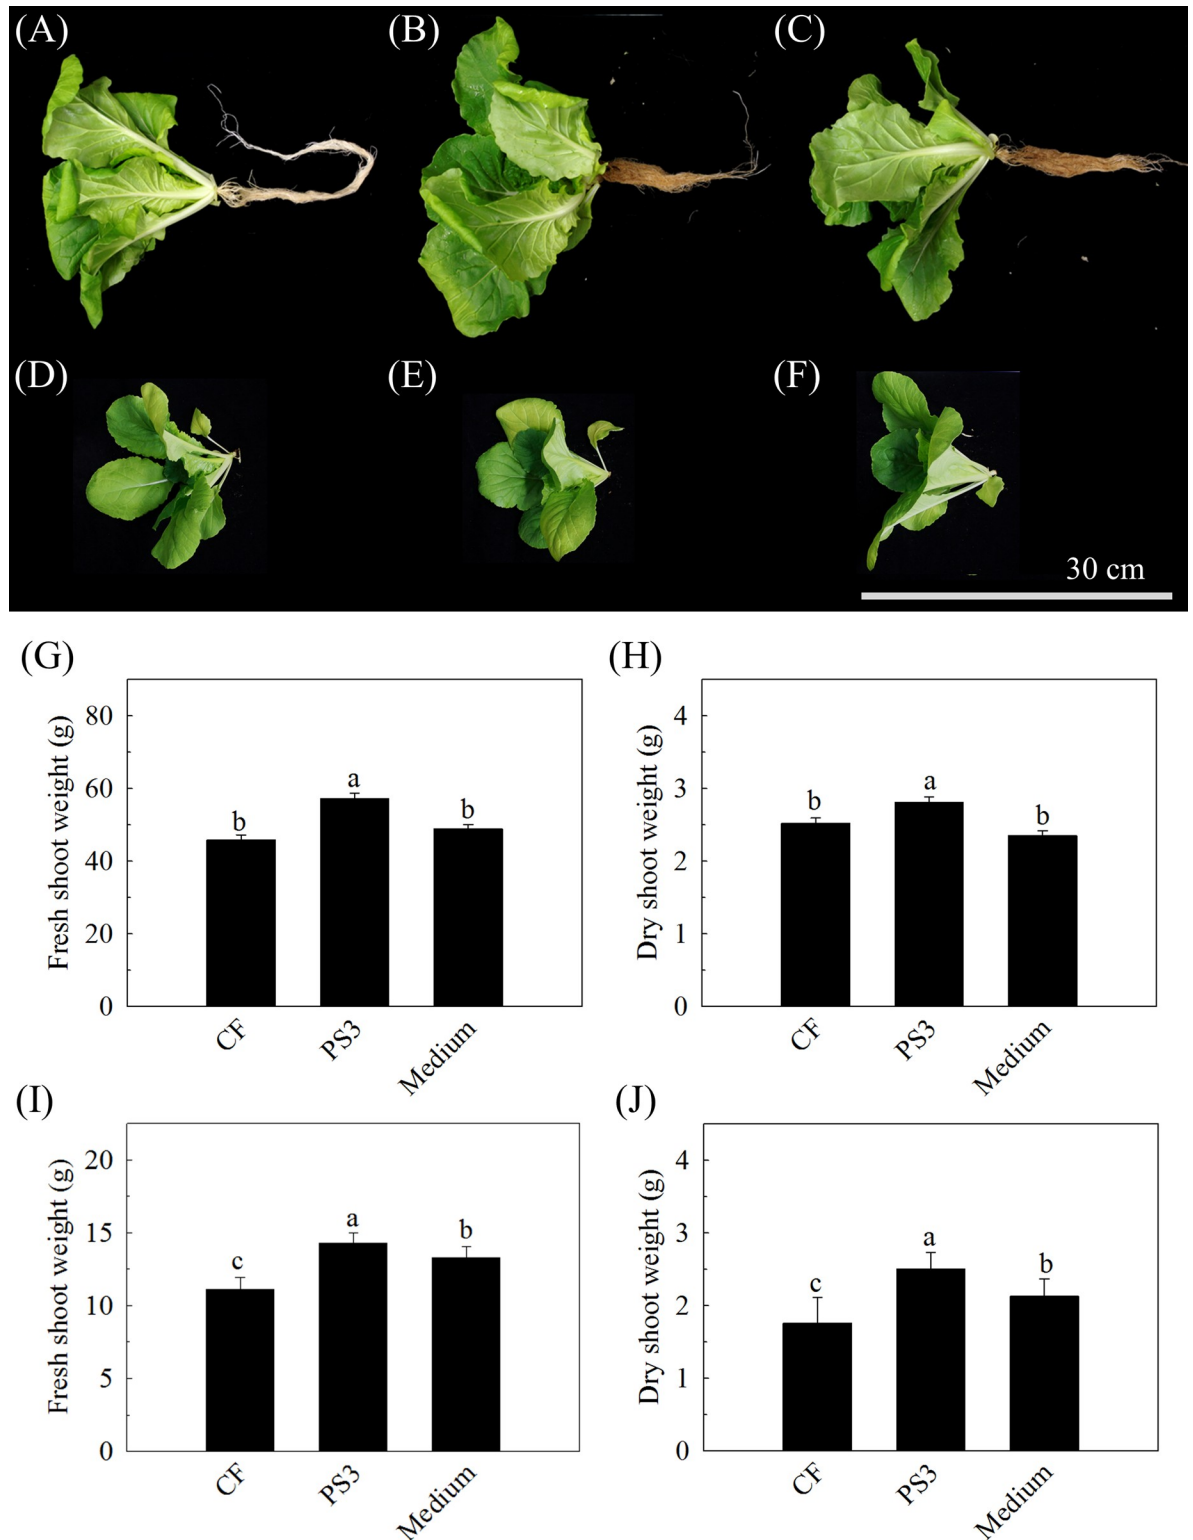 (A) (B) (C)
(D) (E) (F)
30 cm
(G)
Fresh shoot weight (g)
80
60
40
20
0
b
a
b
CF
PS3
Medium
(H)
Dry shoot weight (g)
4
3
2
1
0
b
a
b
CF
PS3
Medium
(I)
Fresh shoot weight (g)
20
15
10
5
0
c
a
b
CF
PS3
Medium
(J)
Dry shoot weight (g)
4
3
2
1
0
c
a
b
CF
PS3
Medium